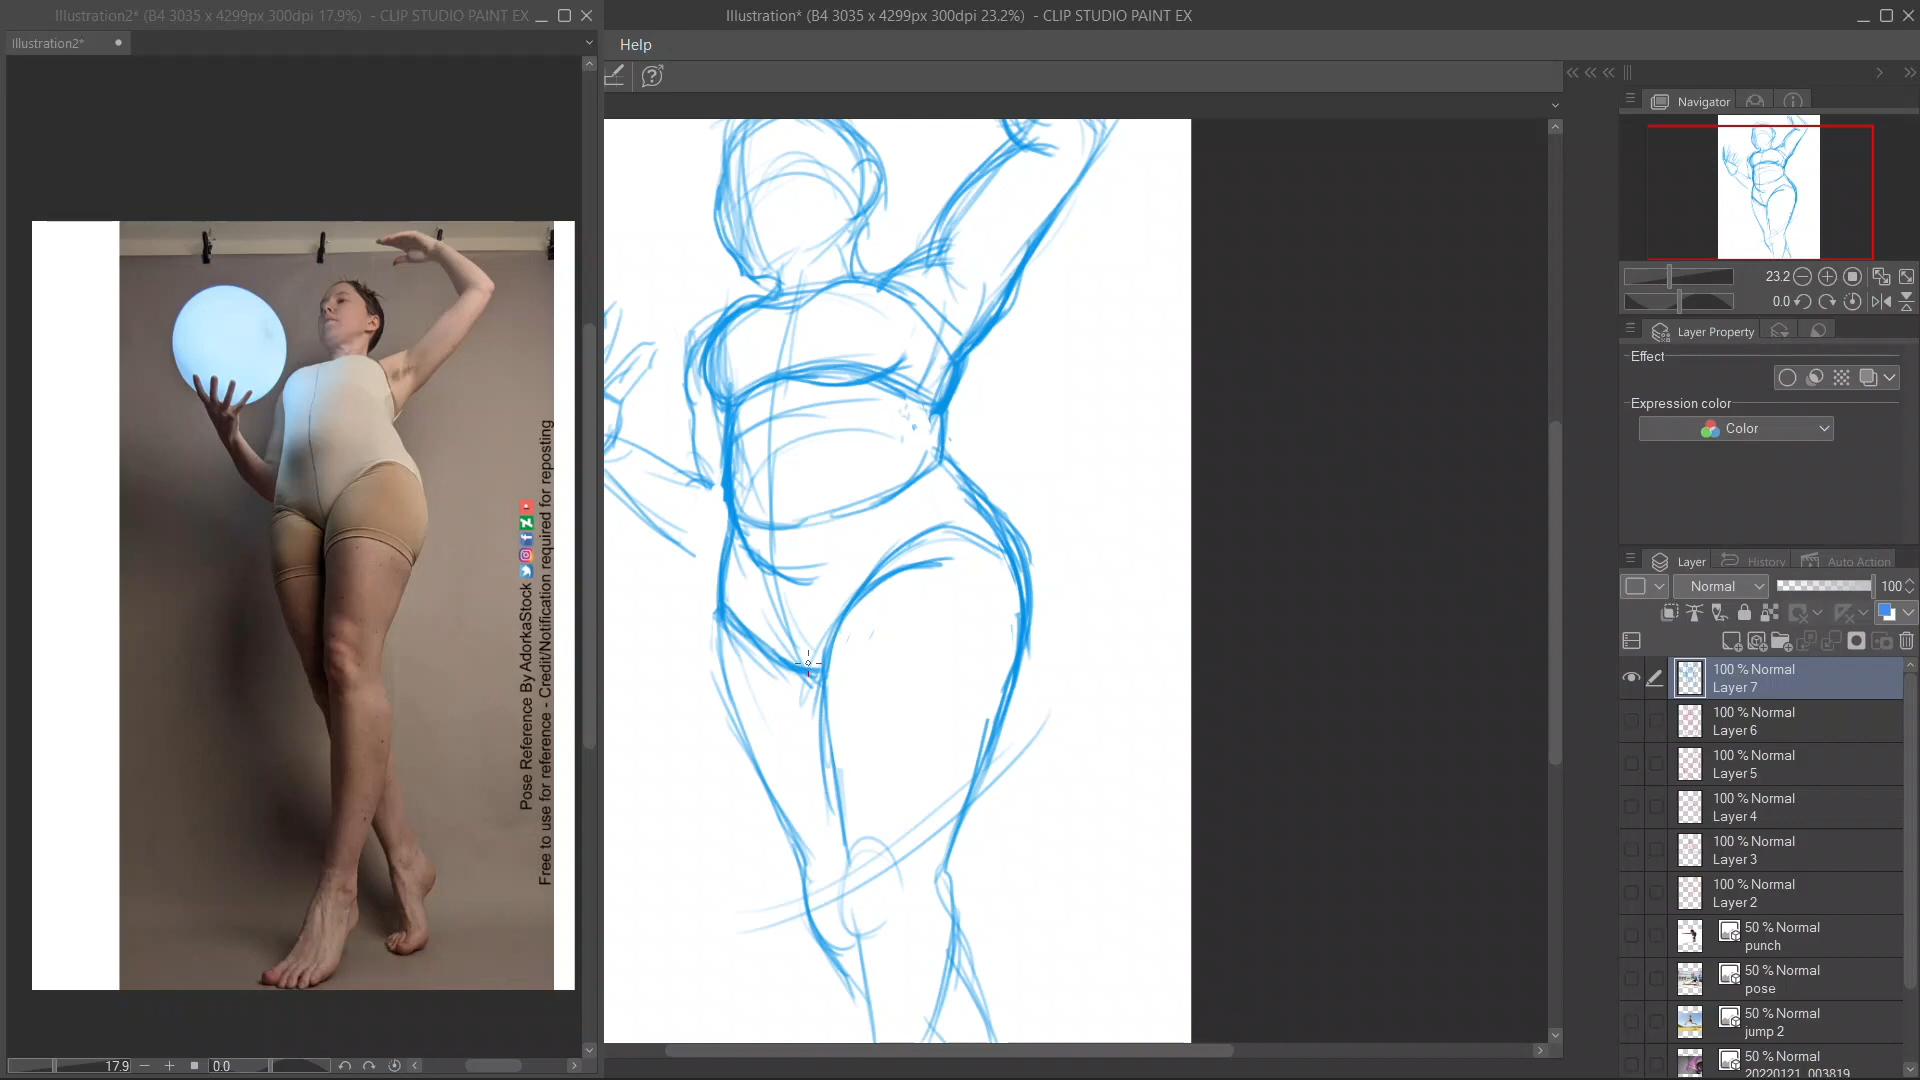 Illustration2* (B4 3035 x 4299px 300dpi 17.9%) - CLIP STUDIO PAINT EX
Illustration* (B4 3035 x 4299px 300dpi 23.2%) - CLIP STUDIO PAINT EX
Illustration2*
Help
Navigator
23.2
0.0
Layer Property
Effect
Expression color
Color
Pose Reference By AdorkaStock
Free to use for reference - Credit/Notification required for reposting
Layer
History
Auto Action
Normal
100
100 % Normal
Layer 7
100 % Normal
Layer 6
100 % Normal
Layer 5
100 % Normal
Layer 4
100 % Normal
Layer 3
100 % Normal
Layer 2
50 % Normal
punch
50 % Normal
pose
50 % Normal
jump 2
50 % Normal
20220121_003819
17.9
0.0